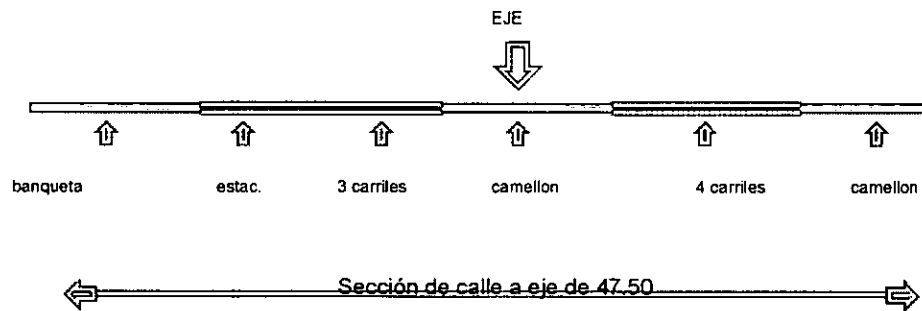 EJE
banqueta estac. 3 carriles camellon 4 carriles camellon
Sección de calle a eje de 47.50